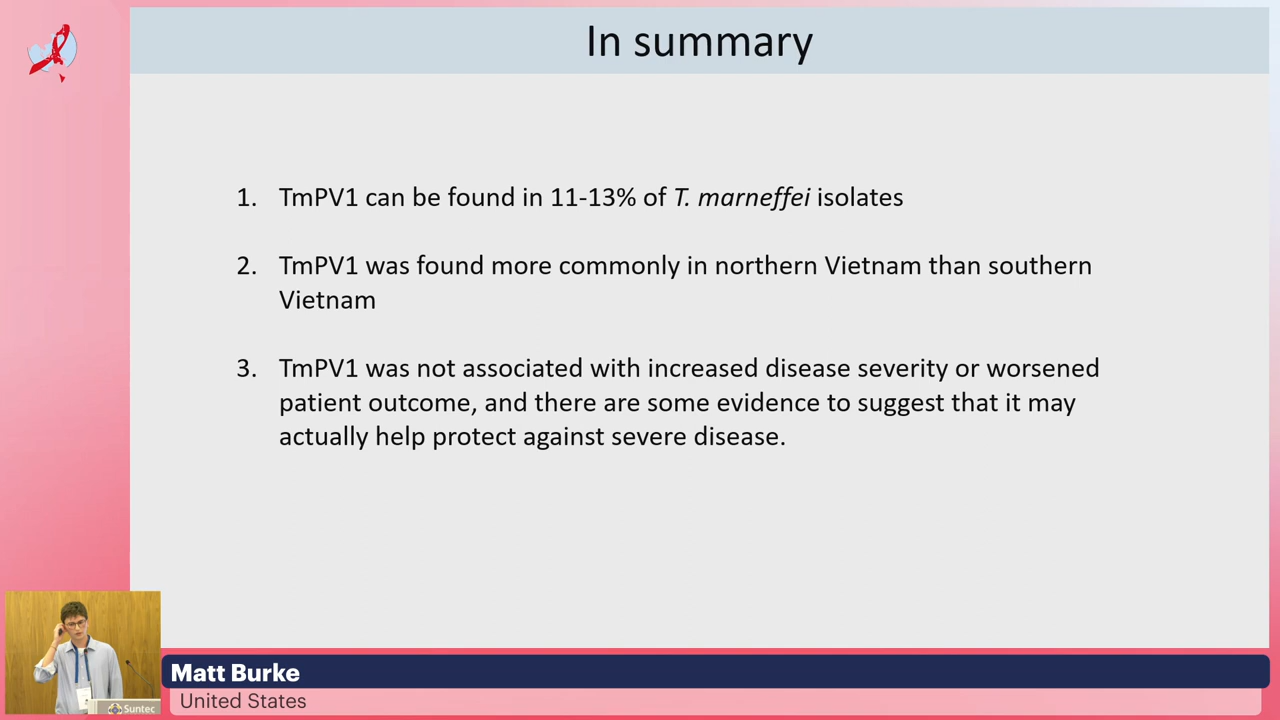 In summary
1. TmPV1 can be found in 11-13% of T. marneffei isolates
2. TmPV1 was found more commonly in northern Vietnam than southern
Vietnam
3. TmPV1 was not associated with increased disease severity or worsened
patient outcome, and there are some evidence to suggest that it may
actually help protect against severe disease.
Suntec
Matt Burke
United States